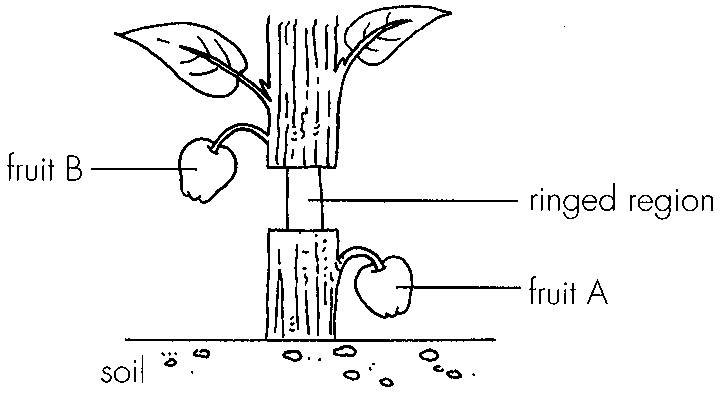 fruit B
ringed region
fruit A
soil